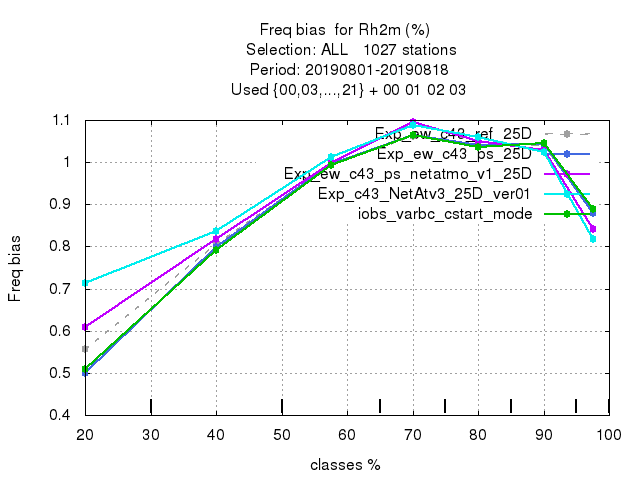 Freq bias  for Rh2m (%)
Selection: ALL   1027 stations
Period: 20190801-20190818
Used {00,03,...,21} + 00 01 02 03
1.1
1
0.9
0.8
0.7
0.6
0.5
0.4
Freq bias
Exp_ew_c43_ref_25D
Exp_ew_c43_ps_25D
Exp_ew_c43_ps_netatmo_v1_25D
Exp_c43_NetAtv3_25D_ver01
iobs_varbc_cstart_mode
20 30 40 50 60 70 80 90 100
classes %